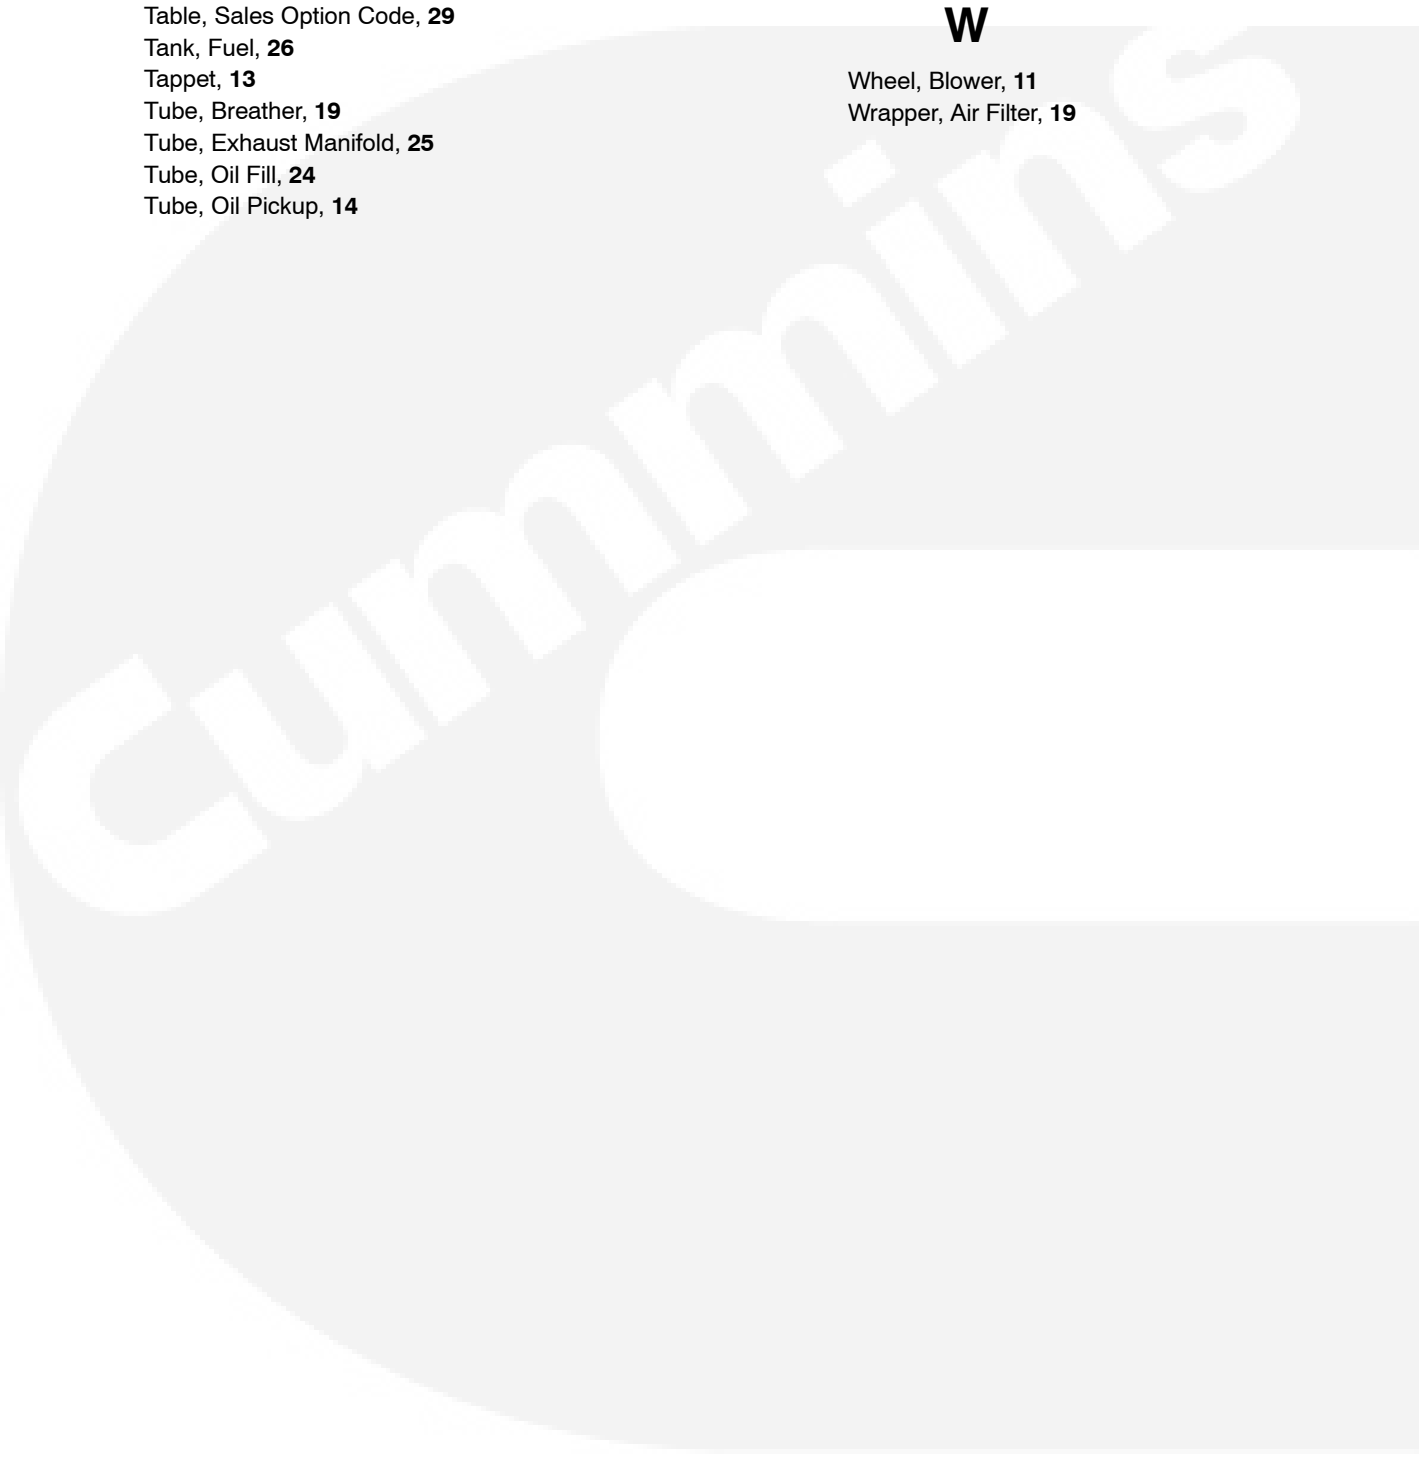 Table, Sales Option Code, 29
Tank, Fuel, 26
Tappet, 13
Tube, Breather, 19
Tube, Exhaust Manifold, 25
Tube, Oil Fill, 24
Tube, Oil Pickup, 14
W
Wheel, Blower, 11
Wrapper, Air Filter, 19
Cummins